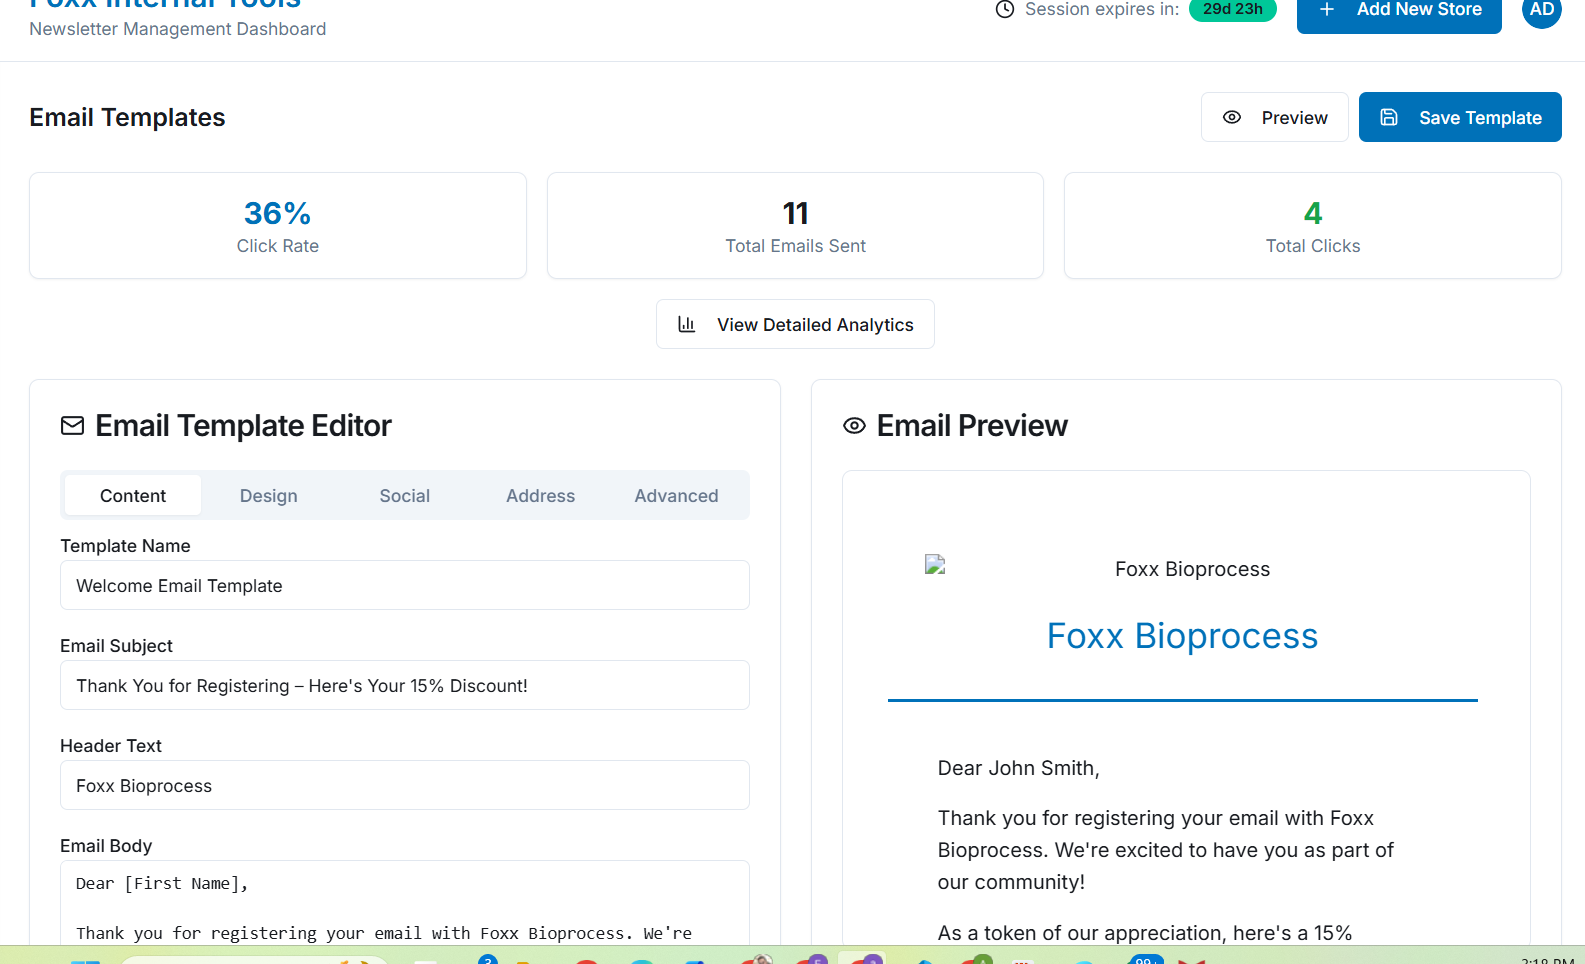 Foxx Internal Tools
Newsletter Management Dashboard
Session expires in:
29d 23h
Add New Store
AD
Email Templates
Preview
Save Template
36%
Click Rate
11
Total Emails Sent
4
Total Clicks
View Detailed Analytics
Email Template Editor
Content
Design
Social
Address
Advanced
Template Name
Welcome Email Template
Email Subject
Thank You for Registering – Here's Your 15% Discount!
Header Text
Foxx Bioprocess
Email Body
Dear [First Name],
Thank you for registering your email with Foxx Bioprocess. We're
Email Preview
Foxx Bioprocess
Foxx Bioprocess
Dear John Smith,
Thank you for registering your email with Foxx
Bioprocess. We're excited to have you as part of
our community!
As a token of our appreciation, here's a 15%
99+
3:18 PM